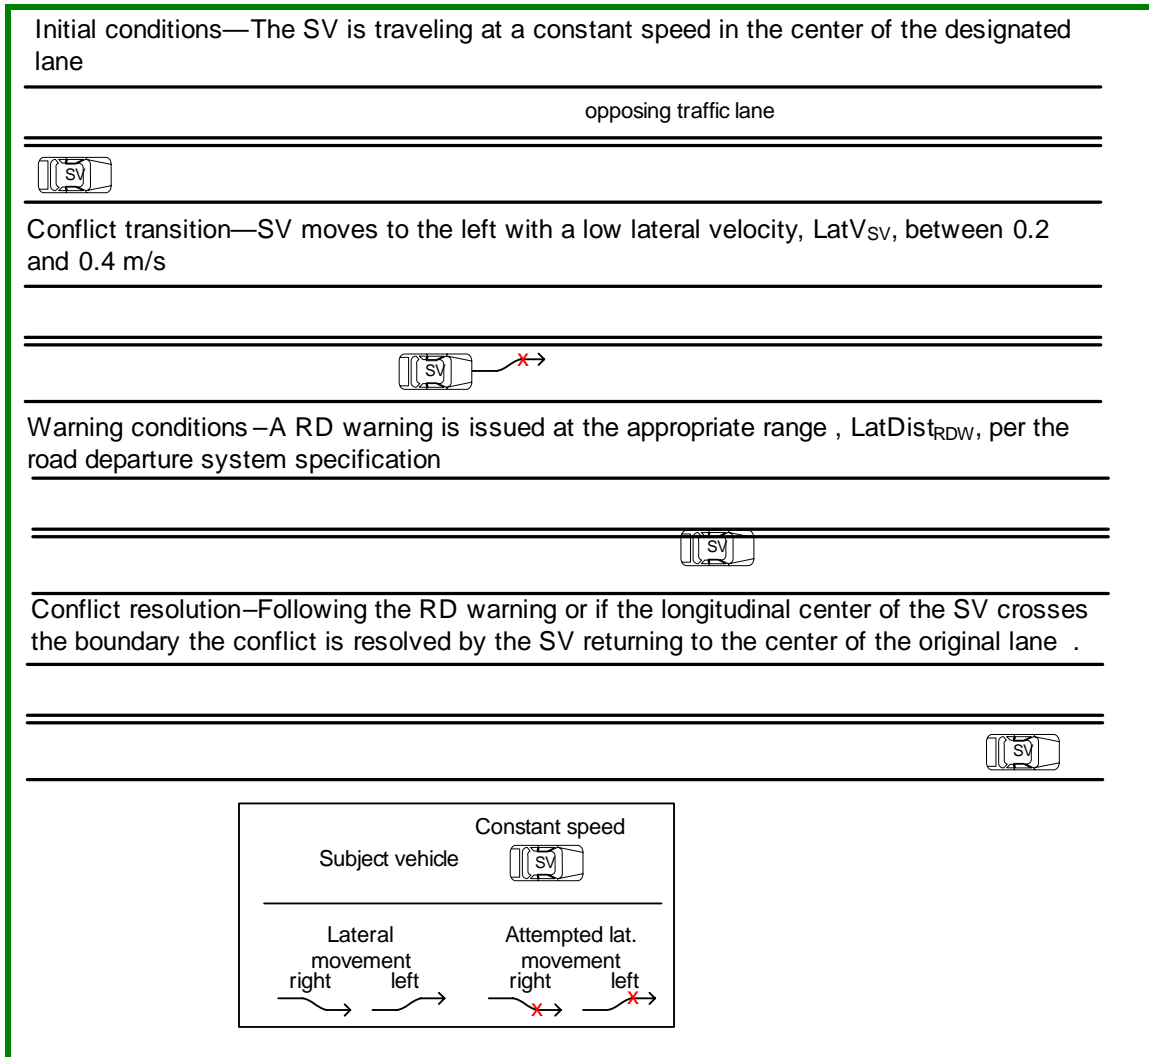 Initial conditions—The SV is traveling at a constant speed in the center of the designated
lane
opposing traffic lane
SV
Conflict transition—SV moves to the left with a low lateral velocity, LatVSV, between 0.2
and 0.4 m/s
SV
X
Warning conditions –A RD warning is issued at the appropriate range , LatDistRDW, per the
road departure system specification
SV
Conflict resolution–Following the RD warning or if the longitudinal center of the SV crosses
the boundary the conflict is resolved by the SV returning to the center of the original lane .
SV
Constant speed
Subject vehicle
SV
Lateral
movement
right left
Attempted lat.
movement
right left
X X